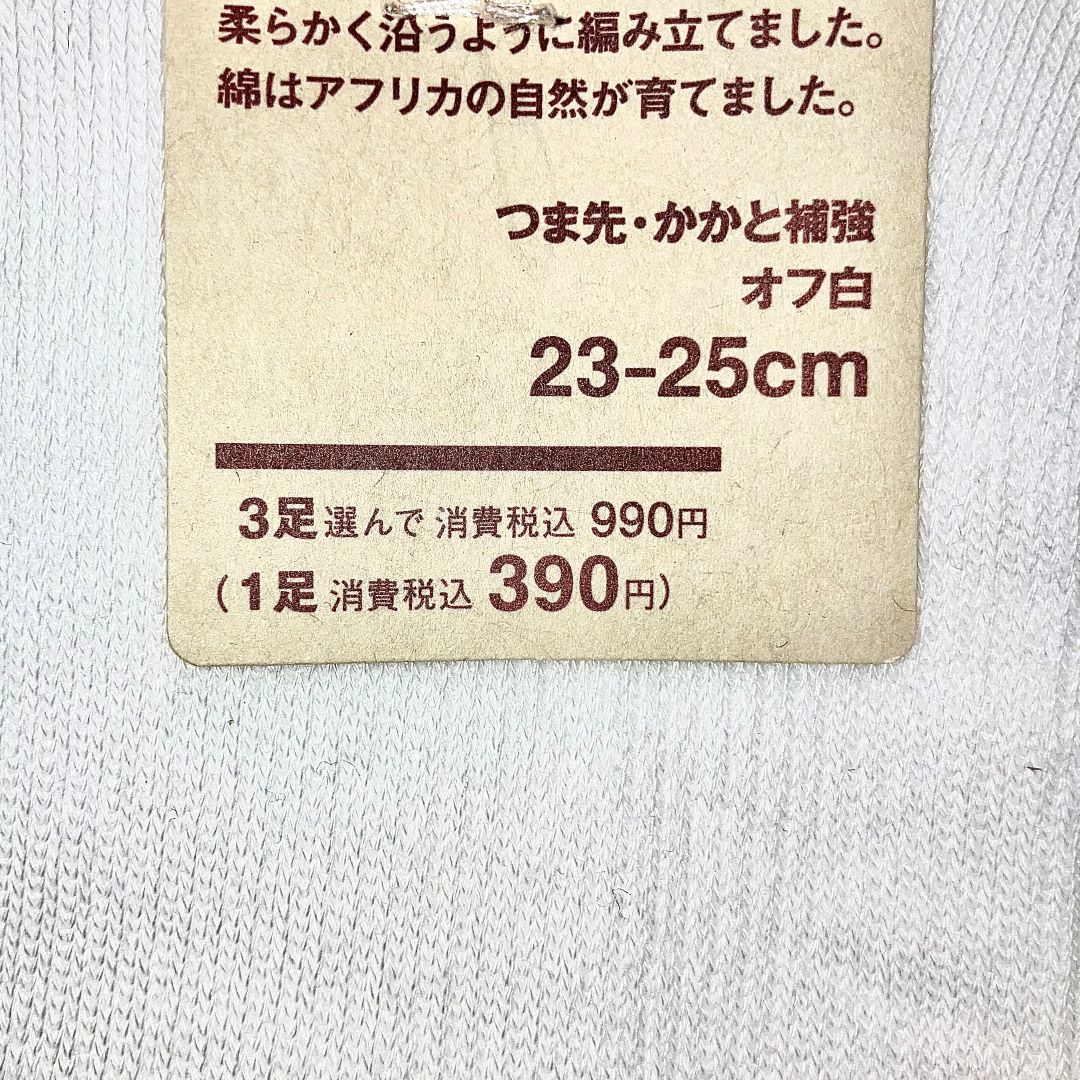 柔らかく沿うように編み立てました。
綿はアフリカの自然が育てました。
つま先・かかと補強
オフ白
23-25cm
3足選んで 消費税込 990円
(1足 消費税込 390円)